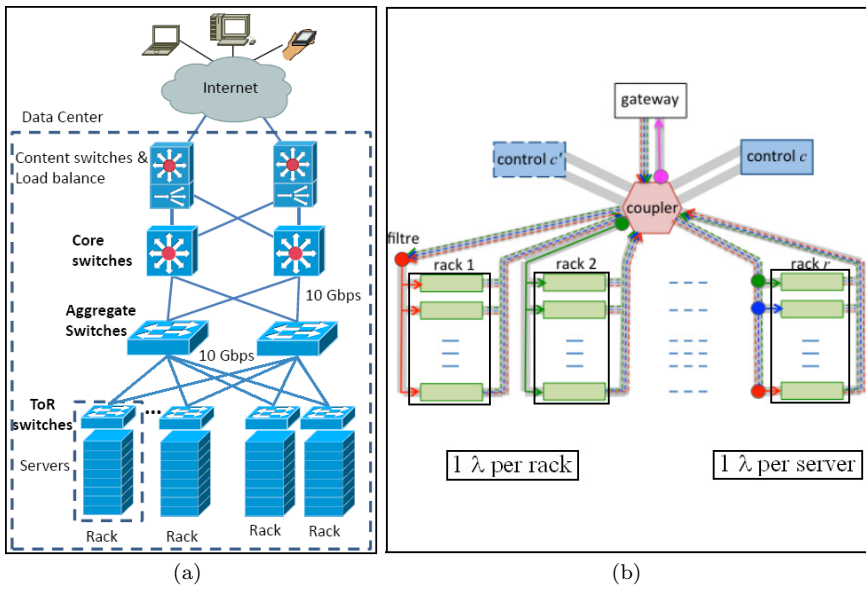 Internet
Data Center
Content switches &
Load balance
Core
switches
10 Gbps
Aggregate
Switches
10 Gbps
ToR
switches
...
Servers
Rack
Rack
Rack
Rack
(a)
gateway
control c'
control c
coupler
filtre
rack 1
rack 2
rack r
1 λ per rack
1 λ per server
(b)